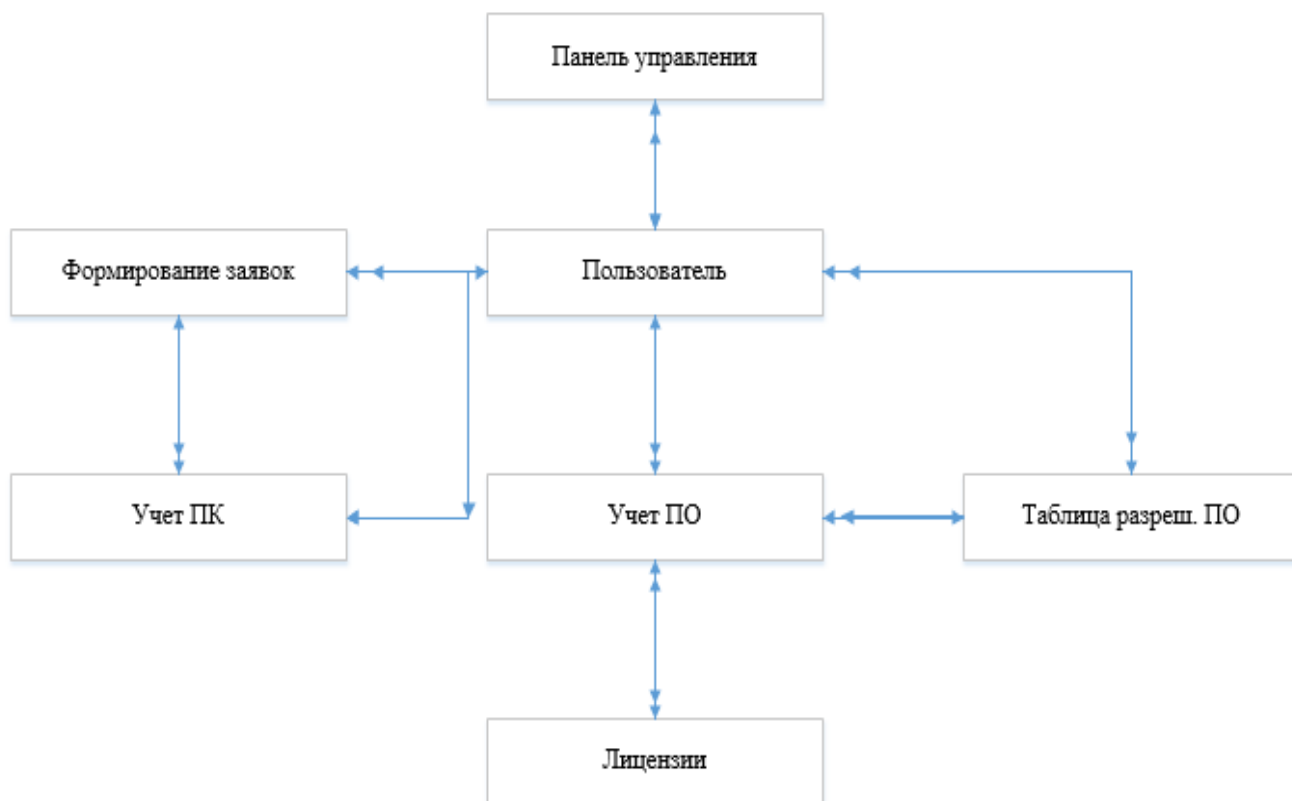 Панель управления
Формирование заявок
Пользователь
Учет ПК
Учет ПО
Таблица разреш. ПО
Лицензии